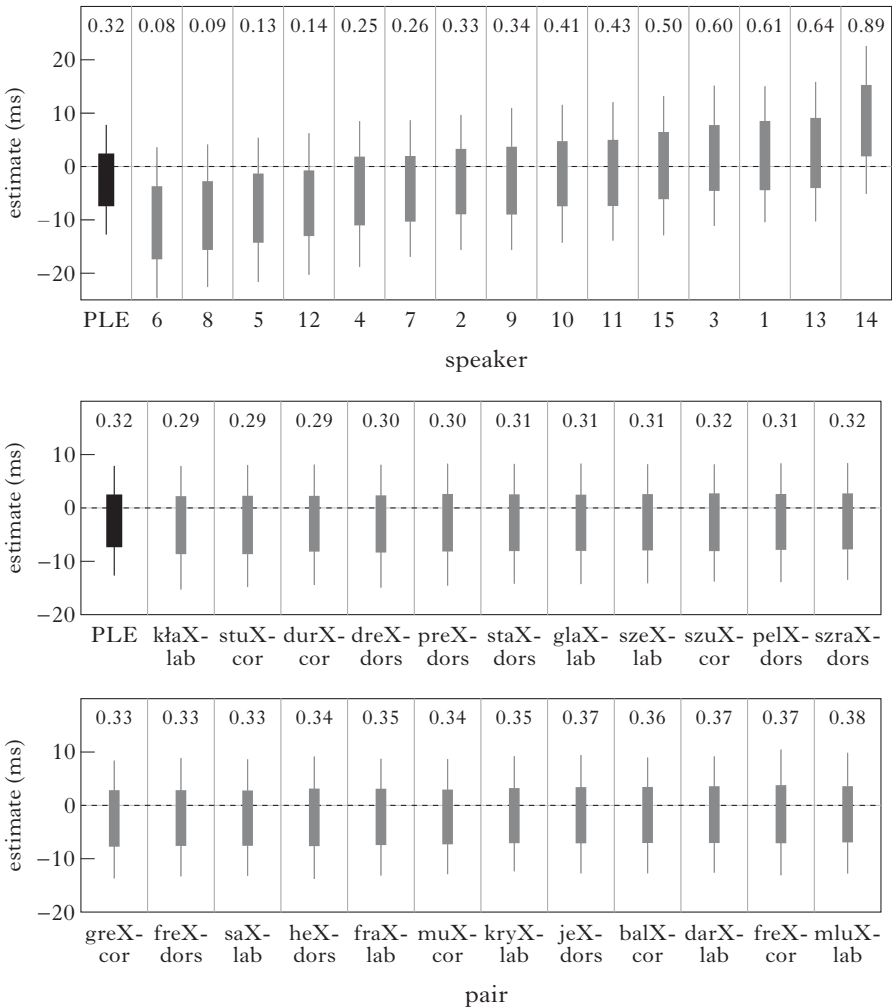 0.32 0.08 0.09 0.13 0.14 0.25 0.26 0.33 0.34 0.41 0.43 0.50 0.60 0.61 0.64 0.89
20
10
0
−10
−20
estimate (ms)
PLE 6 8 5 12 4 7 2 9 10 11 15 3 1 13 14
speaker
0.32 0.29 0.29 0.29 0.30 0.30 0.31 0.31 0.31 0.32 0.31 0.32
10
0
−10
−20
estimate (ms)
PLE kłaX- stuX- durX- dreX- preX- staX- glaX- szeX- szuX- pelX- szraX-
lab cor cor dors dors dors lab lab cor dors dors
0.33 0.33 0.33 0.34 0.35 0.34 0.35 0.37 0.36 0.37 0.37 0.38
10
0
−10
−20
estimate (ms)
greX- freX- saX- heX- fraX- muX- kryX- jeX- balX- darX- freX- mluX-
cor dors lab dors lab cor lab dors cor lab cor lab
pair